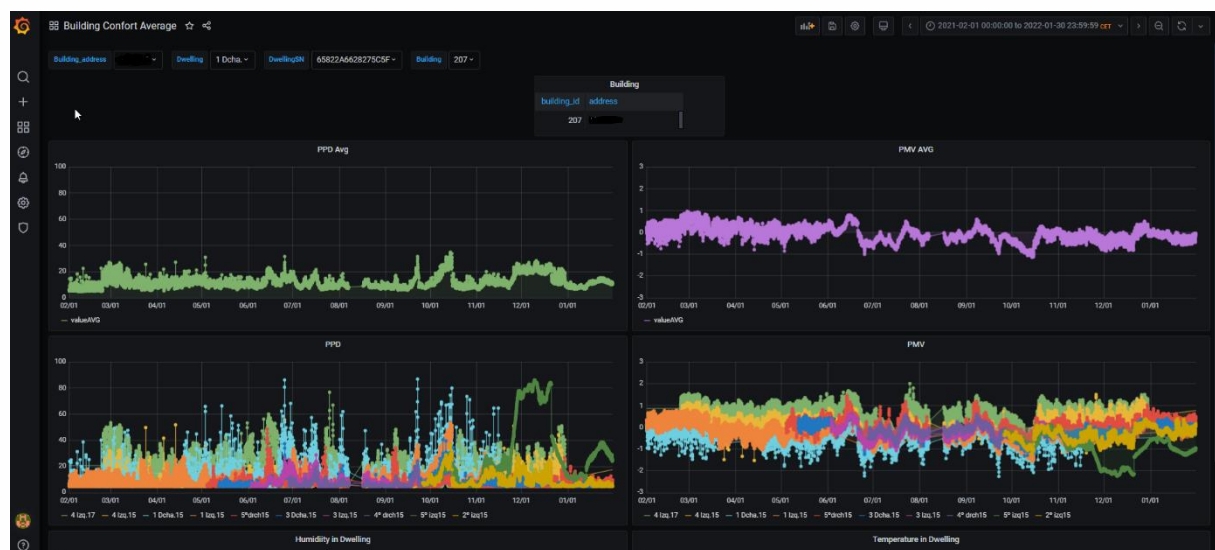 Building Confort Average
2021-02-01 00:00:00 to 2022-01-30 23:59:59 CET
Building_address
Dwelling 1 Dcha.
DwellingSN 65822A6628275C5F
Building 207
Building
building_id address
207
PPD Avg
100
80
60
40
20
0
02/01 03/01 04/01 05/01 06/01 07/01 08/01 09/01 10/01 11/01 12/01 01/01
valueAVG
PMV AVG
3
2
1
0
-1
-2
-3
02/01 03/01 04/01 05/01 06/01 07/01 08/01 09/01 10/01 11/01 12/01 01/01
valueAVG
PPD
100
80
60
40
20
0
02/01 03/01 04/01 05/01 06/01 07/01 08/01 09/01 10/01 11/01 12/01 01/01
4 Izq.17 4 Izq.15 1 Dcha.15 1 Izq.15 5ºdrch15 3 Dcha.15 3 Izq.15 4º drch15 5º izq15 2º izq15
PMV
3
2
1
0
-1
-2
-3
02/01 03/01 04/01 05/01 06/01 07/01 08/01 09/01 10/01 11/01 12/01 01/01
4 Izq.17 4 Izq.15 1 Dcha.15 1 Izq.15 5ºdrch15 3 Dcha.15 3 Izq.15 4º drch15 5º izq15 2º izq15
Humidity in Dwelling
Temperature in Dwelling